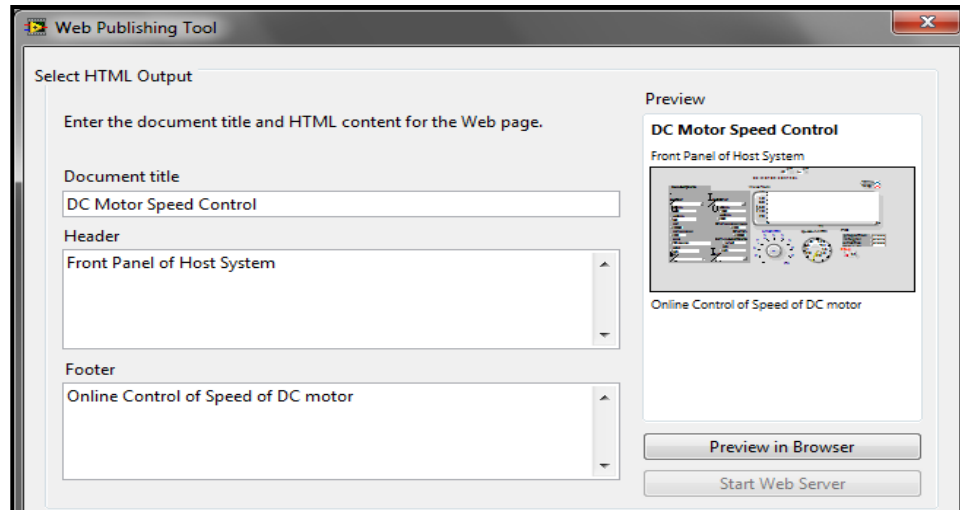 Web Publishing Tool
Select HTML Output
Enter the document title and HTML content for the Web page.
Document title
DC Motor Speed Control
Header
Front Panel of Host System
Footer
Online Control of Speed of DC motor
Preview
DC Motor Speed Control
Front Panel of Host System
DC MOTOR CONTROL
Online Control of Speed of DC motor
Preview in Browser
Start Web Server